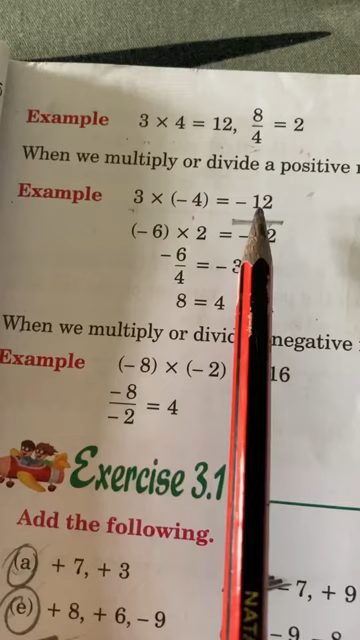 Example 3 × 4 = 12, 8/4 = 2
When we multiply or divide a positive
Example 3 × (– 4) = – 12
(– 6) × 2 = –
–6/4 = – 3
8 = 4
When we multiply or negative
Example (– 8) × (– 2) 16
–8/–2 = 4
Exercise 3.1
Add the following.
(a) + 7, + 3
– 7, + 9
(e) + 8, + 6, – 9
– 9
NATA